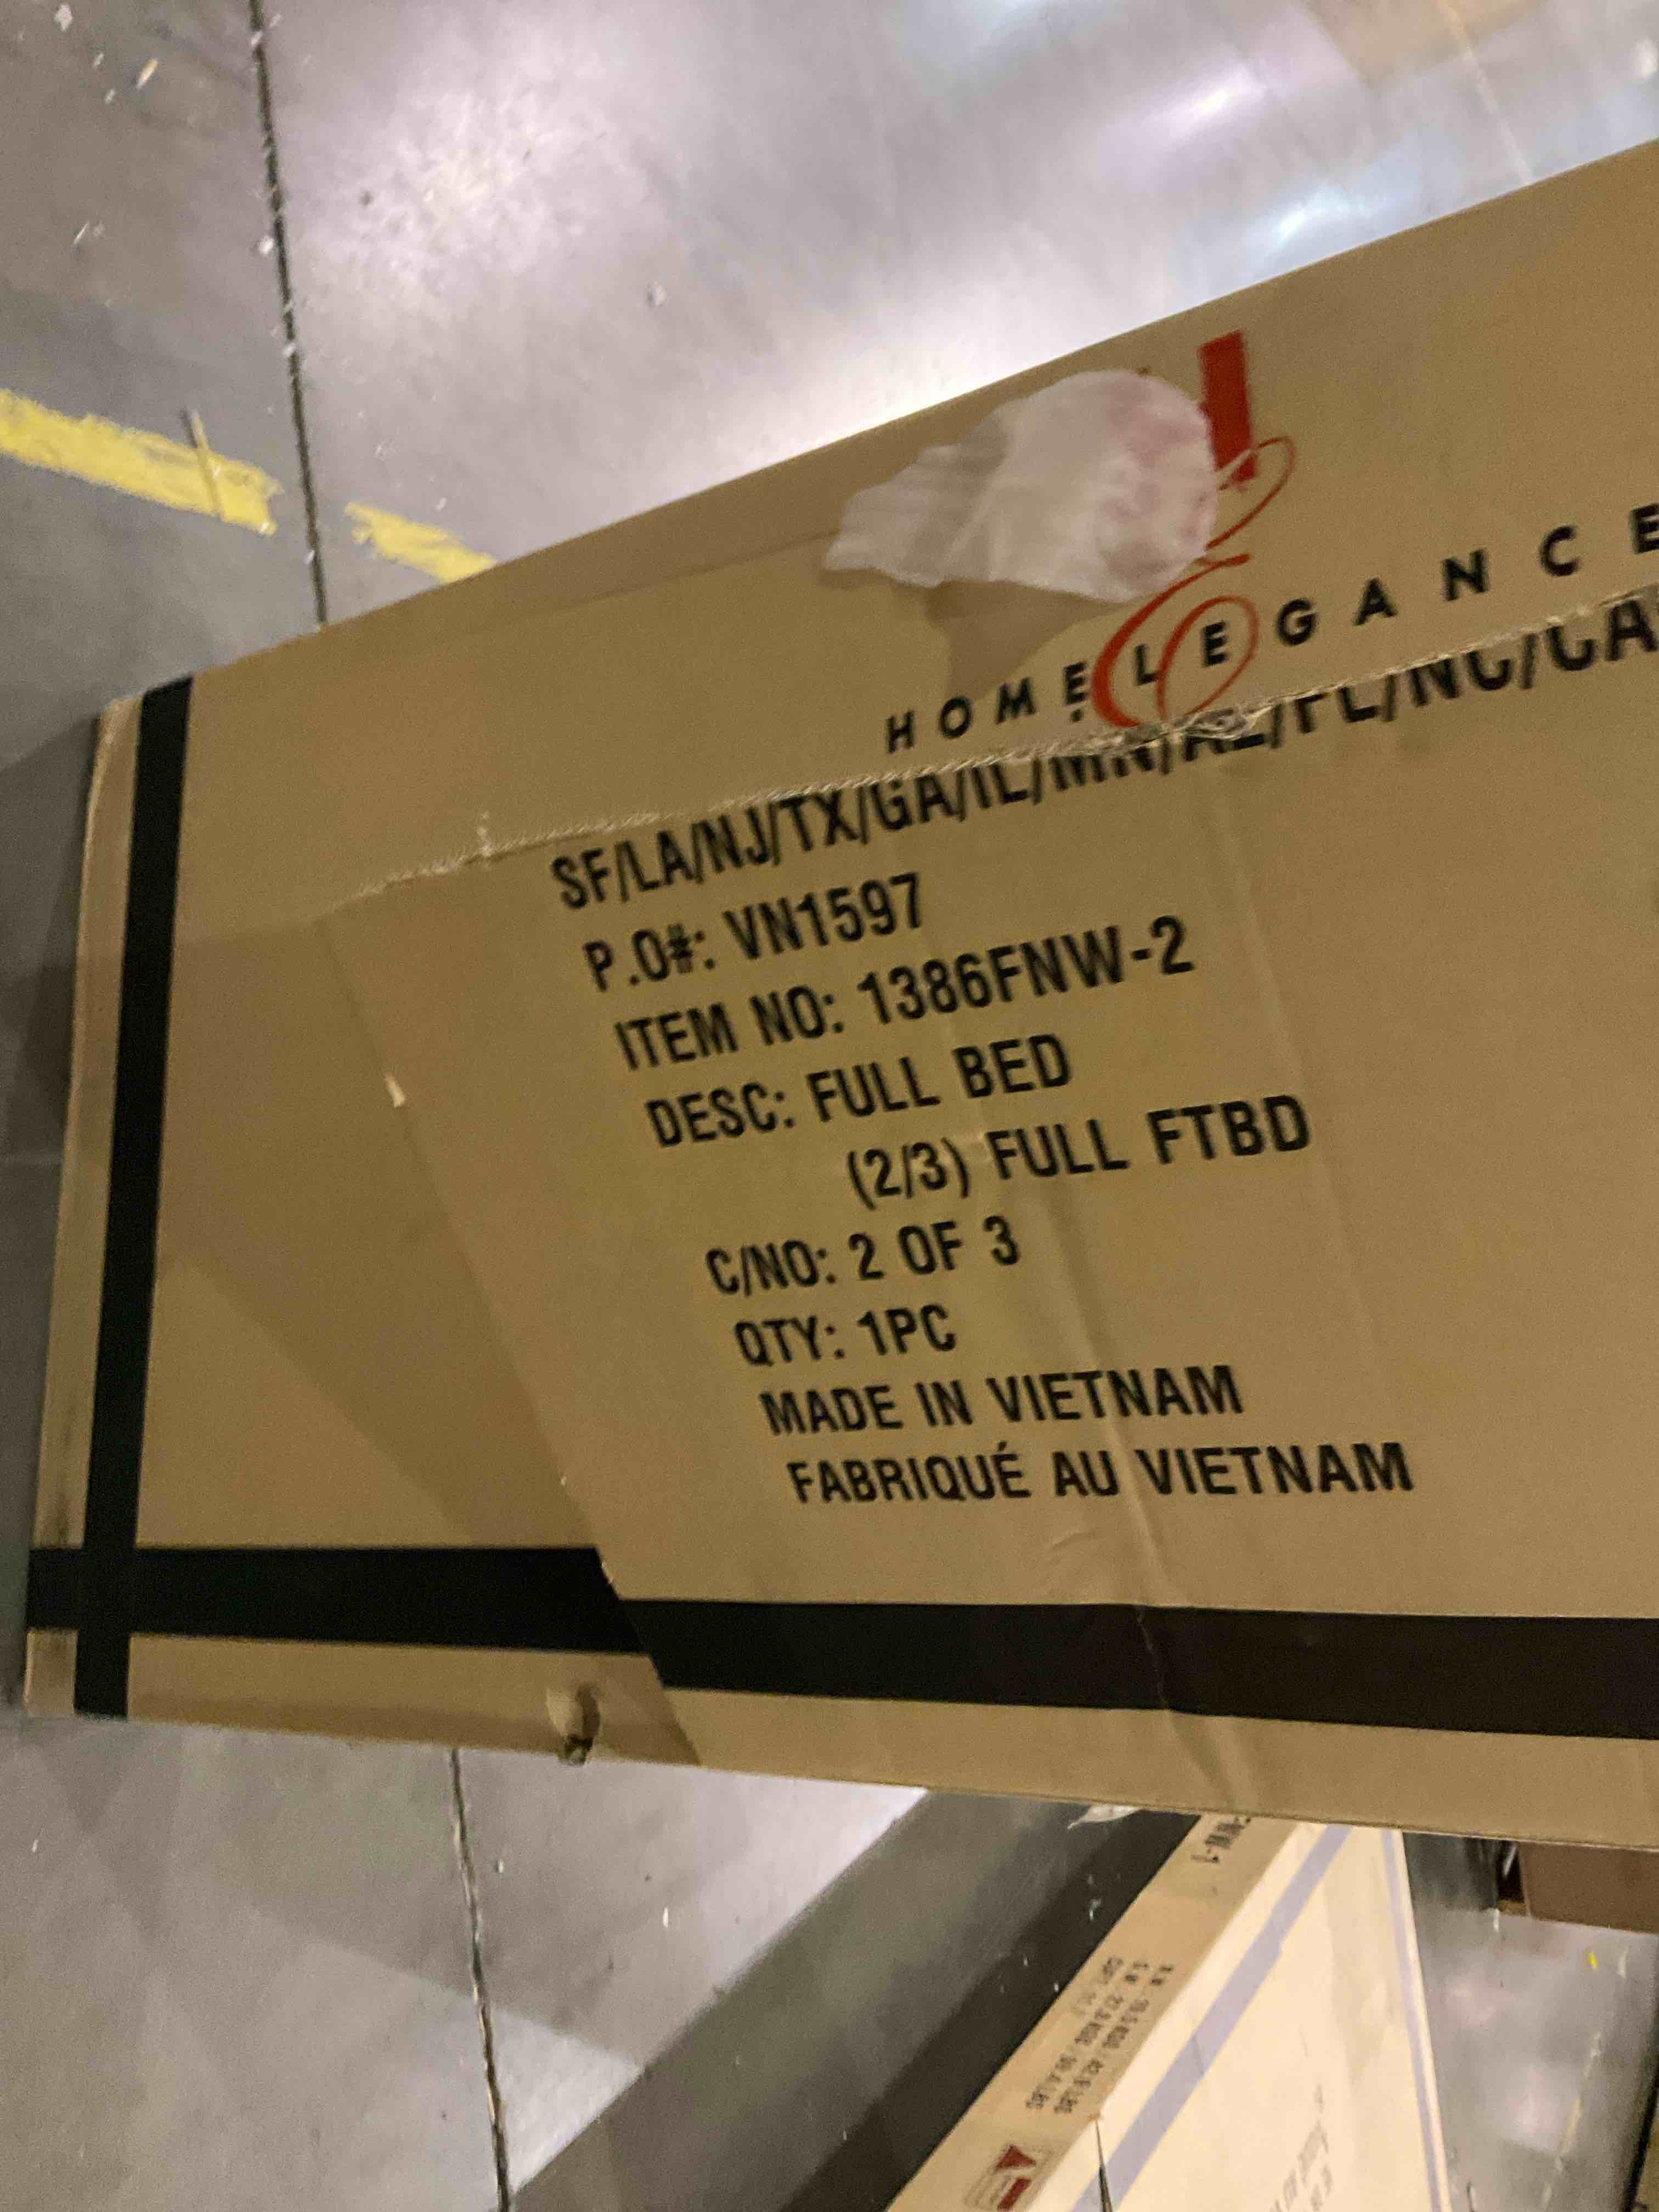 HOMELEGANCE
SF/LA/NJ/TX/GA/IL/MN/AZ/FL/NC/CA
P.O#: VN1597
ITEM NO: 1386FNW-2
DESC: FULL BED
(2/3) FULL FTBD
C/NO: 2 OF 3
QTY: 1PC
MADE IN VIETNAM
FABRIQUÉ AU VIETNAM